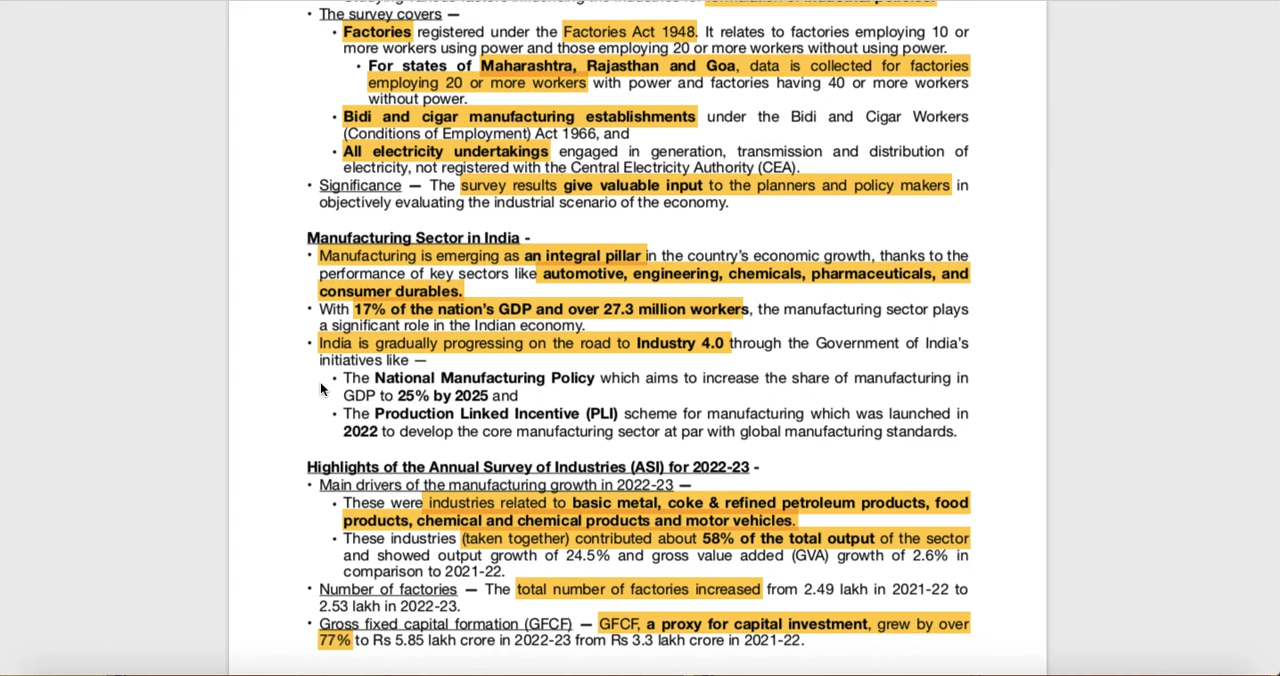 Studying various factors influencing the industries for formulation of industrial policies.
• The survey covers —
• Factories registered under the Factories Act 1948. It relates to factories employing 10 or
more workers using power and those employing 20 or more workers without using power.
• For states of Maharashtra, Rajasthan and Goa, data is collected for factories
employing 20 or more workers with power and factories having 40 or more workers
without power.
• Bidi and cigar manufacturing establishments under the Bidi and Cigar Workers
(Conditions of Employment) Act 1966, and
• All electricity undertakings engaged in generation, transmission and distribution of
electricity, not registered with the Central Electricity Authority (CEA).
• Significance — The survey results give valuable input to the planners and policy makers in
objectively evaluating the industrial scenario of the economy.
Manufacturing Sector in India -
• Manufacturing is emerging as an integral pillar in the country's economic growth, thanks to the
performance of key sectors like automotive, engineering, chemicals, pharmaceuticals, and
consumer durables.
• With 17% of the nation's GDP and over 27.3 million workers, the manufacturing sector plays
a significant role in the Indian economy.
• India is gradually progressing on the road to Industry 4.0 through the Government of India's
initiatives like —
• The National Manufacturing Policy which aims to increase the share of manufacturing in
GDP to 25% by 2025 and
• The Production Linked Incentive (PLI) scheme for manufacturing which was launched in
2022 to develop the core manufacturing sector at par with global manufacturing standards.
Highlights of the Annual Survey of Industries (ASI) for 2022-23 -
• Main drivers of the manufacturing growth in 2022-23 —
• These were industries related to basic metal, coke & refined petroleum products, food
products, chemical and chemical products and motor vehicles.
• These industries (taken together) contributed about 58% of the total output of the sector
and showed output growth of 24.5% and gross value added (GVA) growth of 2.6% in
comparison to 2021-22.
• Number of factories — The total number of factories increased from 2.49 lakh in 2021-22 to
2.53 lakh in 2022-23.
• Gross fixed capital formation (GFCF) — GFCF, a proxy for capital investment, grew by over
77% to Rs 5.85 lakh crore in 2022-23 from Rs 3.3 lakh crore in 2021-22.